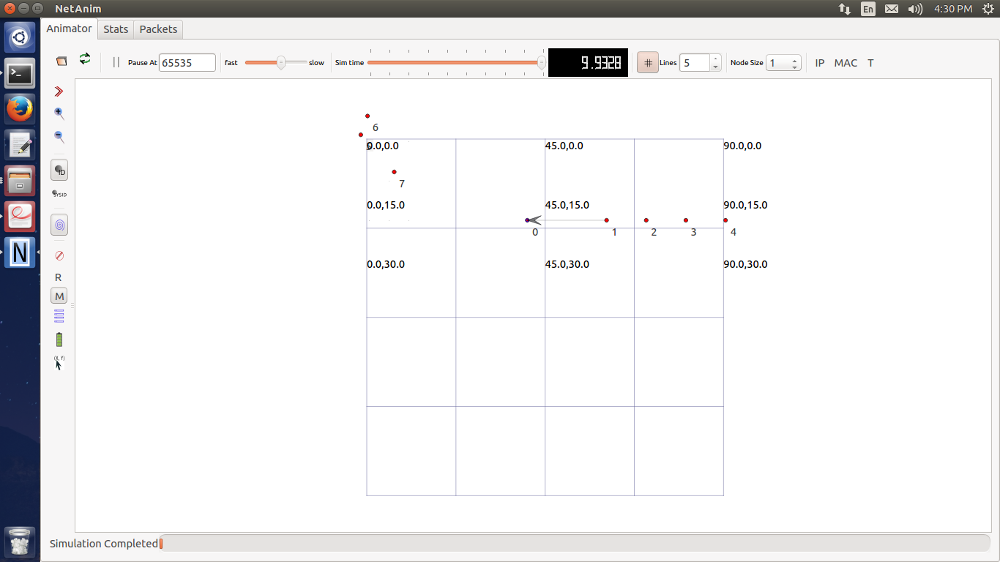 NetAnim
En
4:30 PM
Animator Stats Packets
Pause At 65535 fast slow Sim time 9.9328 # Lines 5 Node Size 1 IP MAC T
6
0.0,0.0 45.0,0.0 90.0,0.0
7
0.0,15.0 45.0,15.0 90.0,15.0
0 1 2 3 4
0.0,30.0 45.0,30.0 90.0,30.0
ID
SYSID
R
M
(X, Y)
N
Simulation Completed